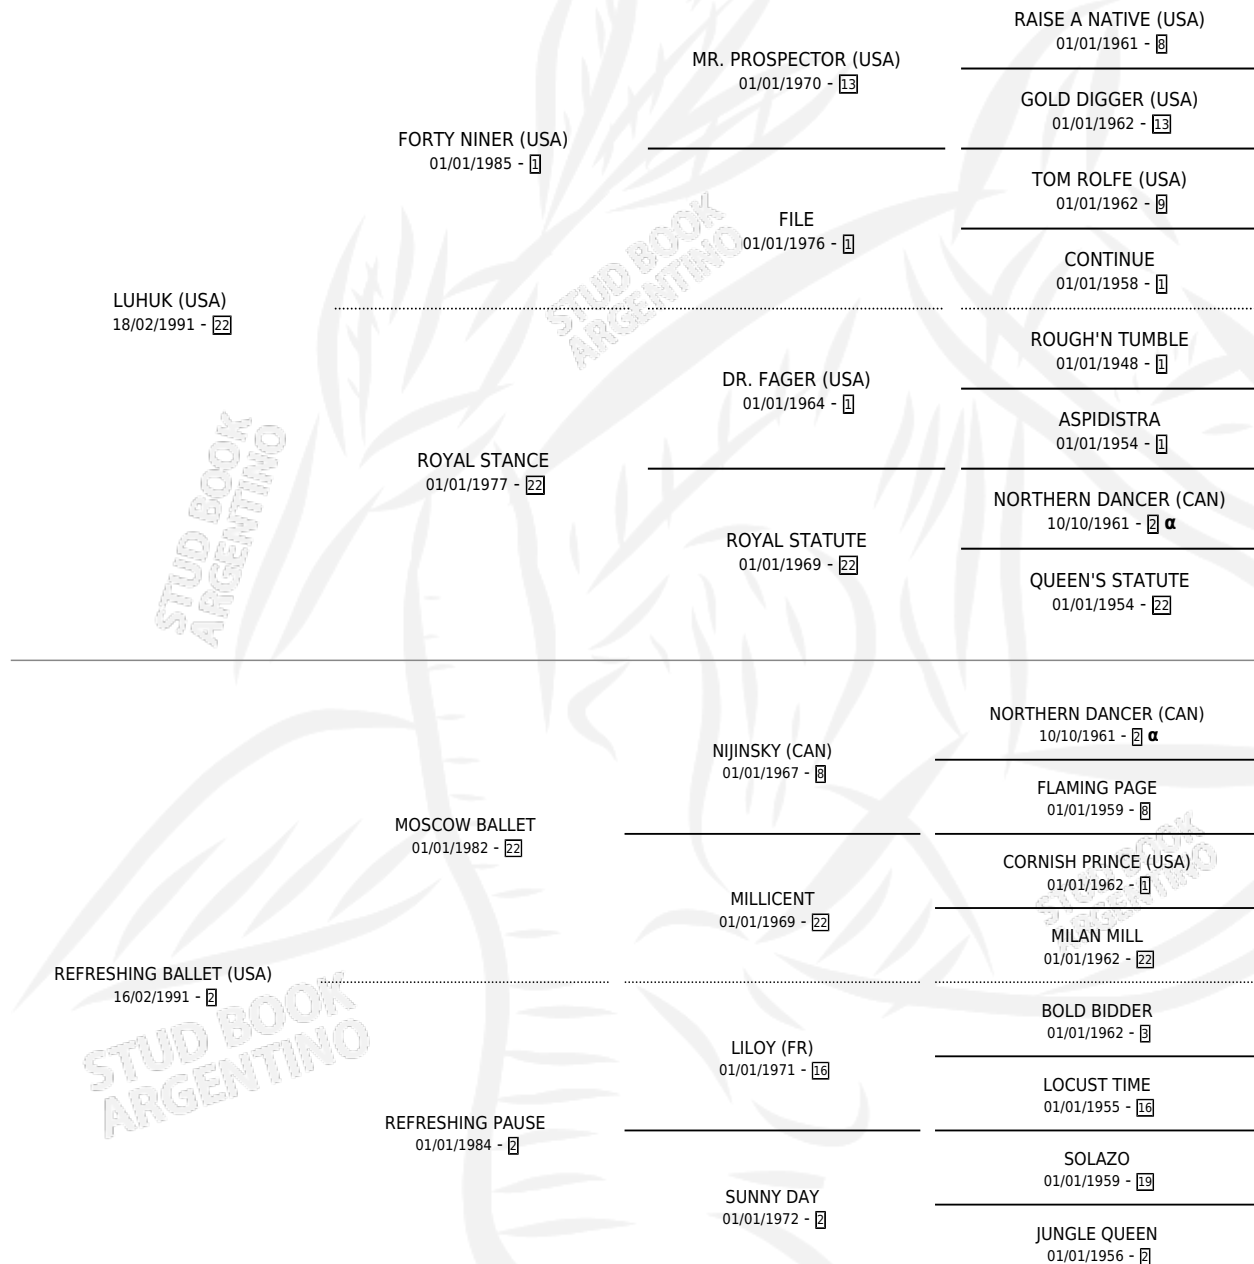 RAISE A NATIVE (USA)
01/01/1961 - 8
MR. PROSPECTOR (USA)
01/01/1970 - 13
GOLD DIGGER (USA)
01/01/1962 - 13
FORTY NINER (USA)
01/01/1985 - 1
TOM ROLFE (USA)
01/01/1962 - 9
FILE
01/01/1976 - 1
CONTINUE
01/01/1958 - 1
LUHUK (USA)
18/02/1991 - 22
ROUGH'N TUMBLE
01/01/1948 - 1
DR. FAGER (USA)
01/01/1964 - 1
ASPIDISTRA
01/01/1954 - 1
ROYAL STANCE
01/01/1977 - 22
NORTHERN DANCER (CAN)
10/10/1961 - 2 α
ROYAL STATUTE
01/01/1969 - 22
QUEEN'S STATUTE
01/01/1954 - 22
NORTHERN DANCER (CAN)
10/10/1961 - 2 α
NIJINSKY (CAN)
01/01/1967 - 8
FLAMING PAGE
01/01/1959 - 8
MOSCOW BALLET
01/01/1982 - 22
CORNISH PRINCE (USA)
01/01/1962 - 1
MILLICENT
01/01/1969 - 22
MILAN MILL
01/01/1962 - 22
REFRESHING BALLET (USA)
16/02/1991 - 2
BOLD BIDDER
01/01/1962 - 3
LILOY (FR)
01/01/1971 - 16
LOCUST TIME
01/01/1955 - 16
REFRESHING PAUSE
01/01/1984 - 2
SOLAZO
01/01/1959 - 19
SUNNY DAY
01/01/1972 - 2
JUNGLE QUEEN
01/01/1956 - 2
STUD BOOK
ARGENTINO
STUD BOOK
ARGENTINO
STUD BOOK
ARGENTINO
STUD BOOK
ARGENTINO